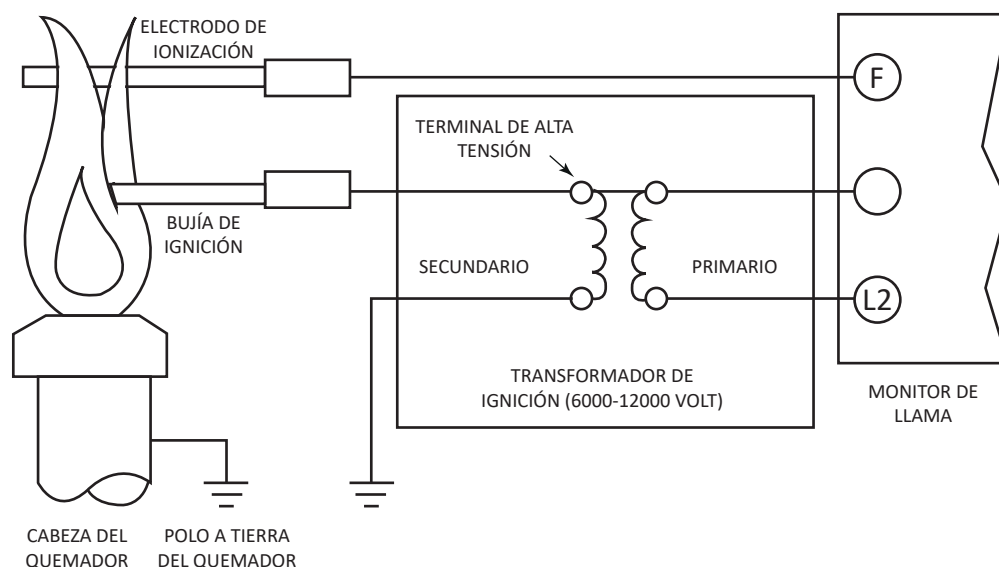 ELECTRODO DE
IONIZACIÓN
F
TERMINAL DE ALTA
TENSIÓN
BUJÍA DE
IGNICIÓN
SECUNDARIO
PRIMARIO
L2
TRANSFORMADOR DE
IGNICIÓN (6000-12000 VOLT)
MONITOR DE
LLAMA
CABEZA DEL
QUEMADOR
POLO A TIERRA
DEL QUEMADOR